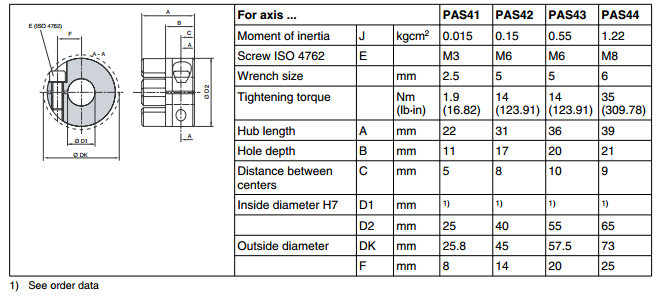 E (ISO 4762)
F
A - A
Ø D1
Ø DK
A
B
C
A
Ø D2
A
For axis ... PAS41 PAS42 PAS43 PAS44
Moment of inertia J kgcm² 0.015 0.15 0.55 1.22
Screw ISO 4762 E M3 M6 M6 M8
Wrench size mm 2.5 5 5 6
Tightening torque Nm 1.9 14 14 35
(lb-in) (16.82) (123.91) (123.91) (309.78)
Hub length A mm 22 31 36 39
Hole depth B mm 11 17 20 21
Distance between C mm 5 8 10 9
centers
Inside diameter H7 D1 mm 1) 1) 1) 1)
D2 mm 25 40 55 65
Outside diameter DK mm 25.8 45 57.5 73
F mm 8 14 20 25
1) See order data